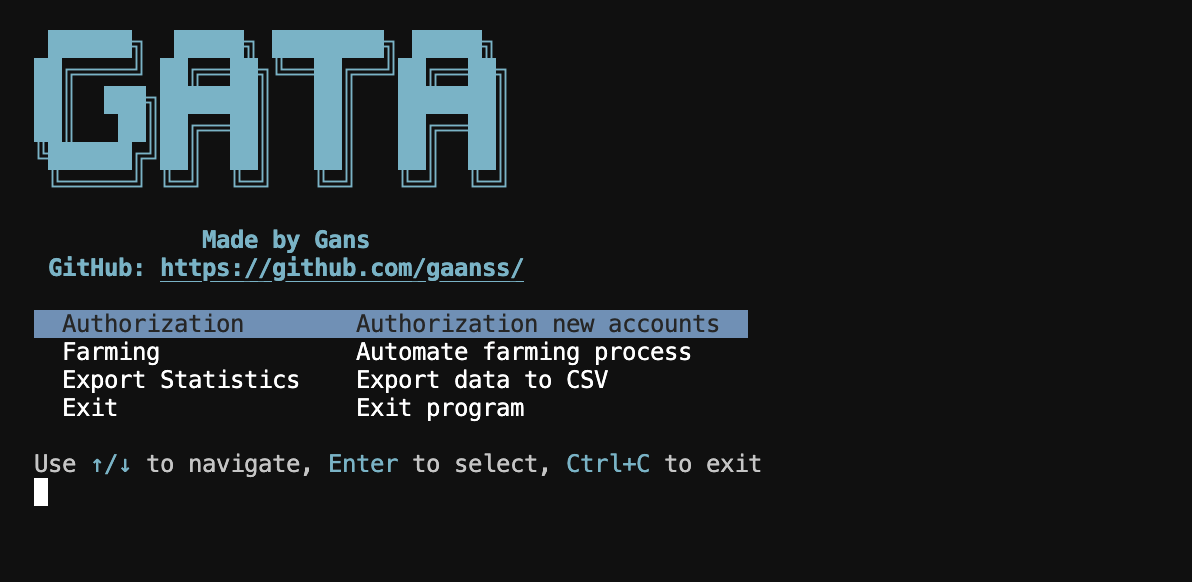 GATA
Made by Gans
GitHub: https://github.com/gaanss/
Authorization Authorization new accounts
Farming Automate farming process
Export Statistics Export data to CSV
Exit Exit program
Use ↑/↓ to navigate, Enter to select, Ctrl+C to exit